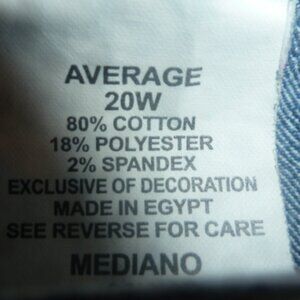 AVERAGE
20W
80% COTTON
18% POLYESTER
2% SPANDEX
EXCLUSIVE OF DECORATION
MADE IN EGYPT
SEE REVERSE FOR CARE
MEDIANO